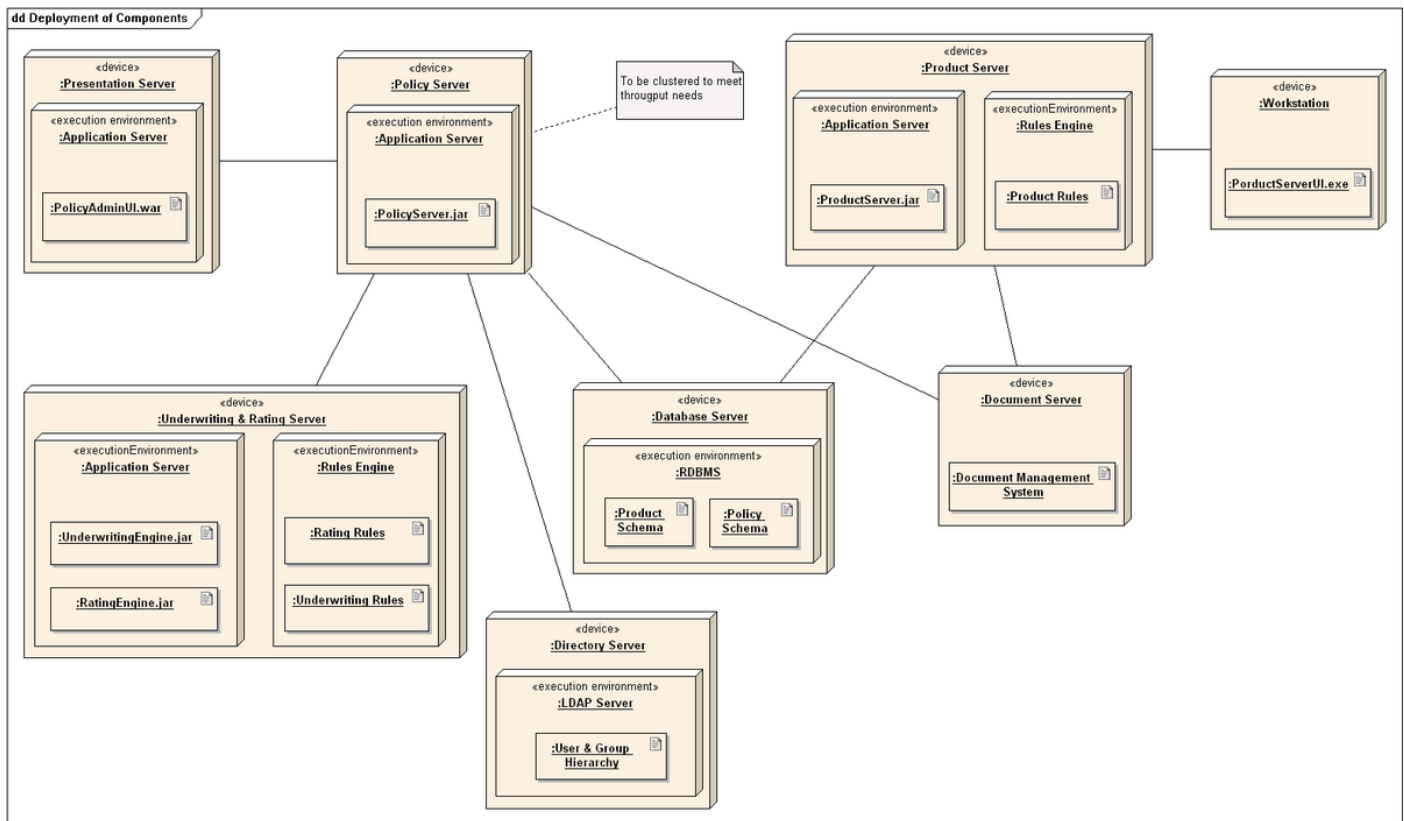 dd Deployment of Components
«device»
:Presentation Server
«execution environment»
:Application Server
:PolicyAdminUI.war
«device»
:Policy Server
«execution environment»
:Application Server
:PolicyServer.jar
To be clustered to meet
througput needs
«device»
:Product Server
«execution environment»
:Application Server
:ProductServer.jar
«executionEnvironment»
:Rules Engine
:Product Rules
«device»
:Workstation
:PorductServerUI.exe
«device»
:Underwriting & Rating Server
«executionEnvironment»
:Application Server
:UnderwritingEngine.jar
:RatingEngine.jar
«executionEnvironment»
:Rules Engine
:Rating Rules
:Underwriting Rules
«device»
:Database Server
«execution environment»
:RDBMS
:Product
Schema
:Policy
Schema
«device»
:Document Server
:Document Management
System
«device»
:Directory Server
«execution environment»
:LDAP Server
:User & Group
Hierarchy